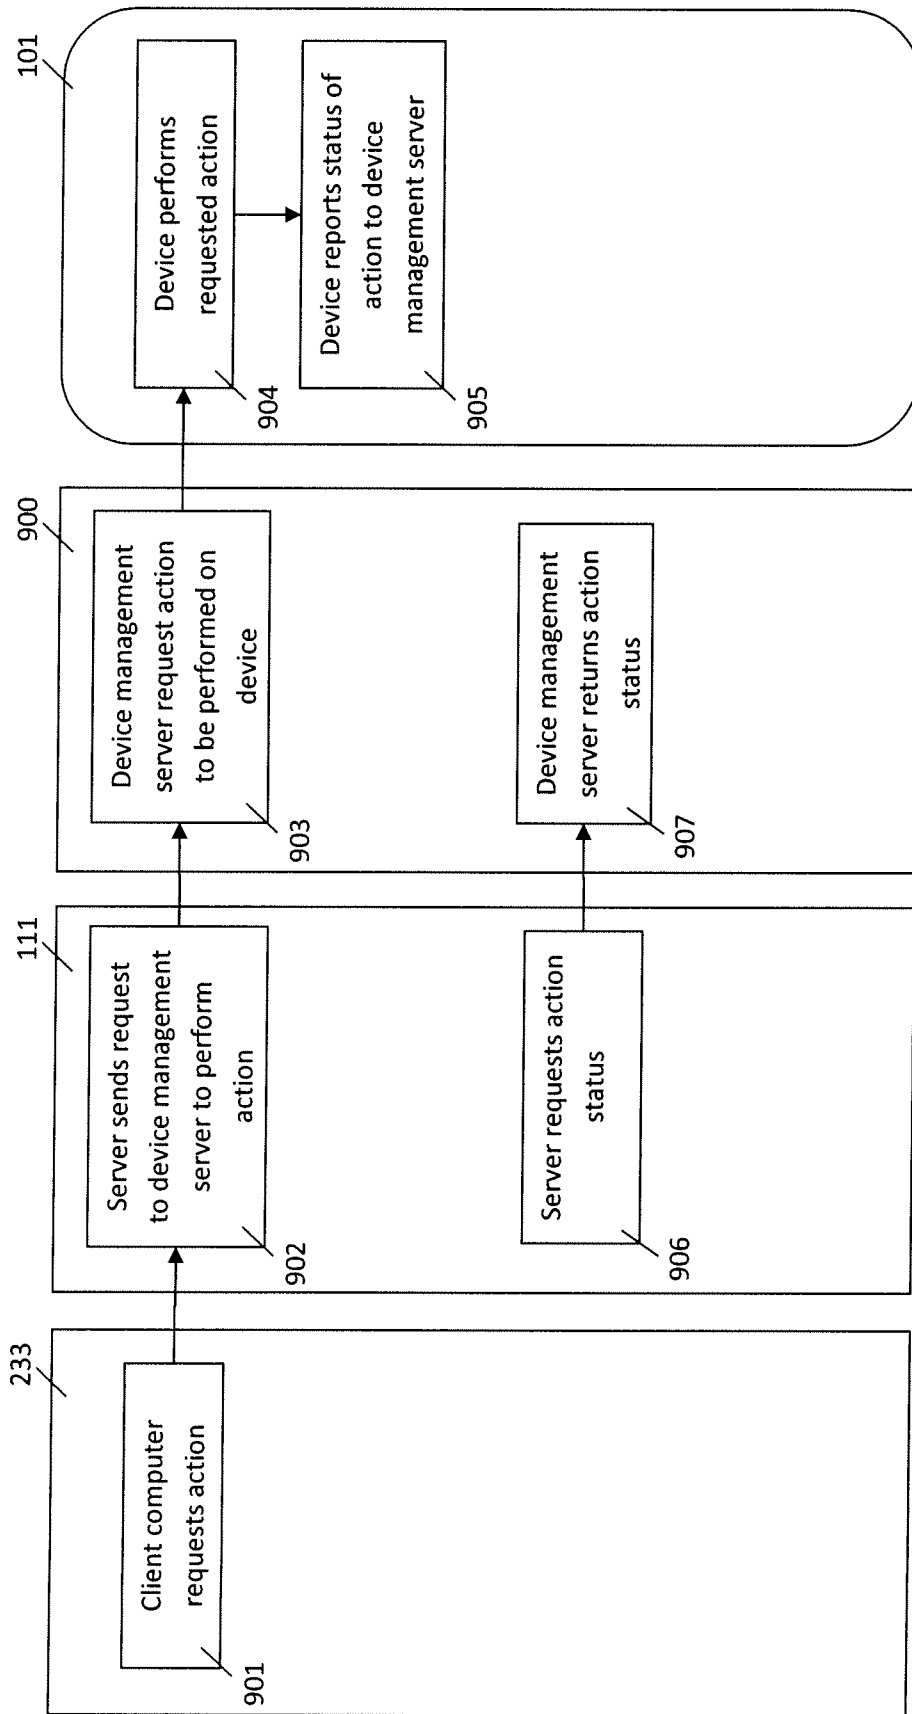 233
Client computer
requests action
901
111
Server sends request
to device management
server to perform
action
902
Server requests action
status
906
900
Device management
server request action
to be performed on
device
903
Device management
server returns action
status
907
101
Device performs
requested action
904
Device reports status of
action to device
management server
905